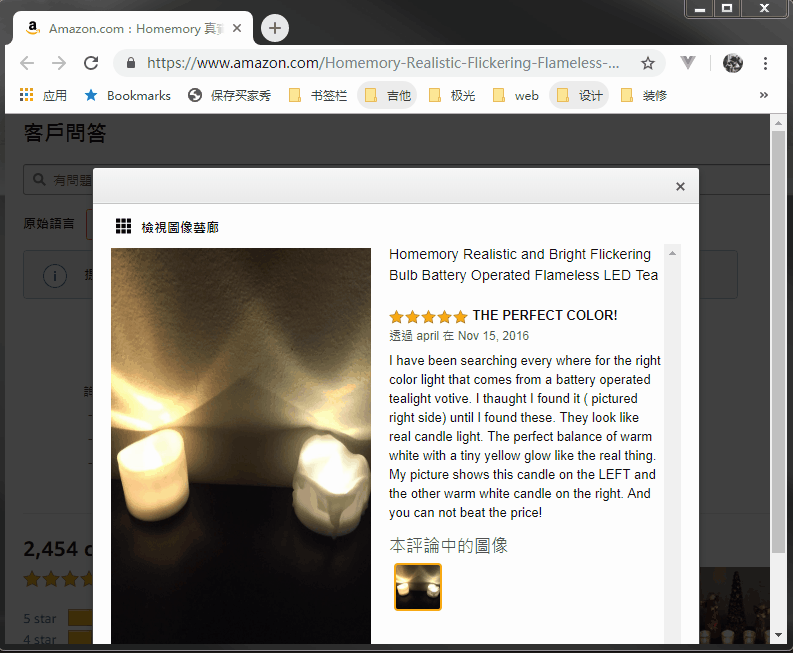 Amazon.com : Homemory 真
https://www.amazon.com/Homemory-Realistic-Flickering-Flameless-...
应用 Bookmarks 保存买家秀 书签栏 吉他 极光 web 设计 装修 »
客戶問答
有問題
原始語言
檢視圖像藝廊
Homemory Realistic and Bright Flickering
Bulb Battery Operated Flameless LED Tea
THE PERFECT COLOR!
透過 april 在 Nov 15, 2016
I have been searching every where for the right
color light that comes from a battery operated
tealight votive. I thaught I found it ( pictured
right side) until I found these. They look like
real candle light. The perfect balance of warm
white with a tiny yellow glow like the real thing.
My picture shows this candle on the LEFT and
the other warm white candle on the right. And
you can not beat the price!
本評論中的圖像
2,454 c
5 star
4 star